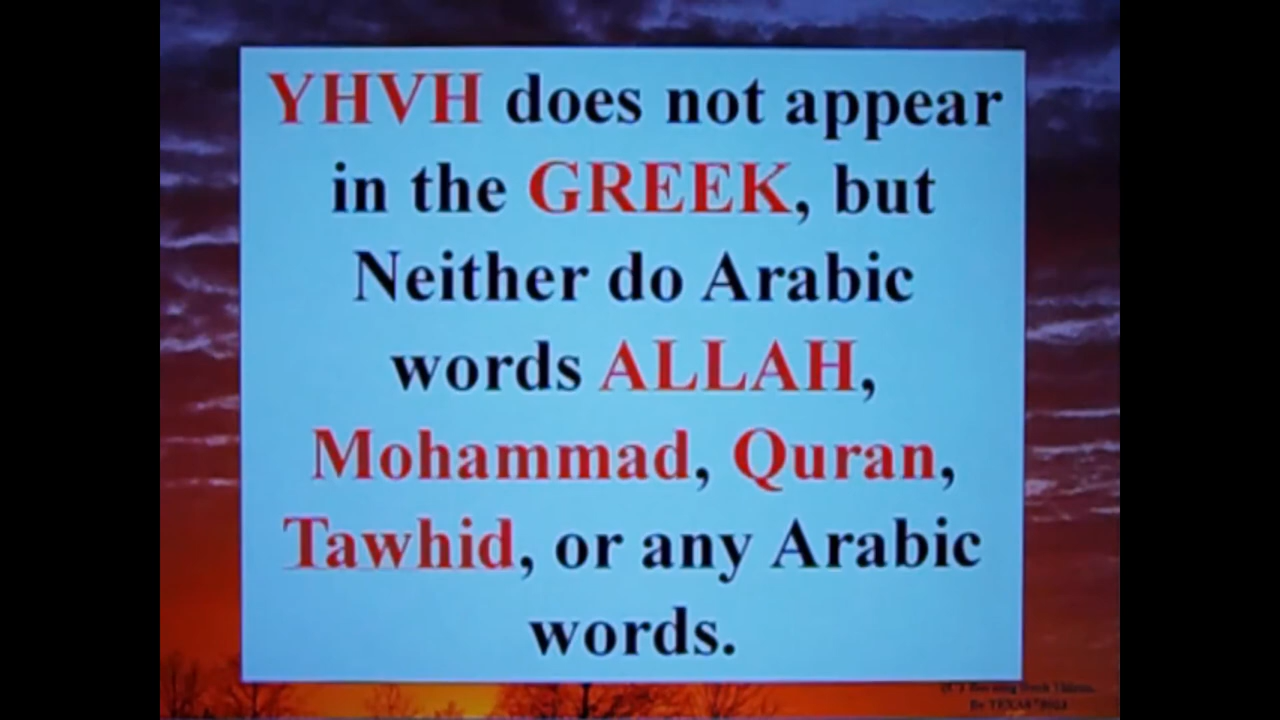 YHVH does not appear
in the GREEK, but
Neither do Arabic
words ALLAH,
Mohammad, Quran,
Tawhid, or any Arabic
words.